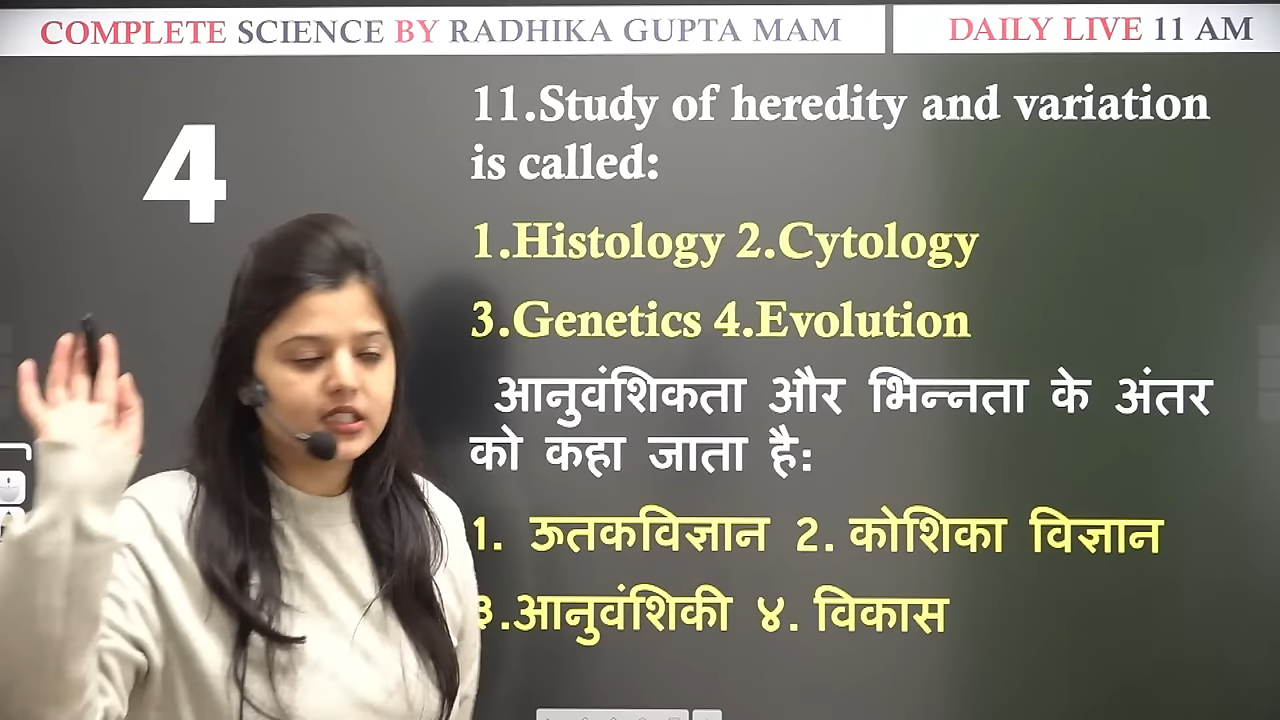 COMPLETE SCIENCE BY RADHIKA GUPTA MAM
DAILY LIVE 11 AM
4
11.Study of heredity and variation
is called:
1.Histology 2.Cytology
3.Genetics 4.Evolution
आनुवंशिकता और भिन्नता के अंतर
को कहा जाता है:
1. ऊतकविज्ञान 2. कोशिका विज्ञान
३.आनुवंशिकी ४. विकास